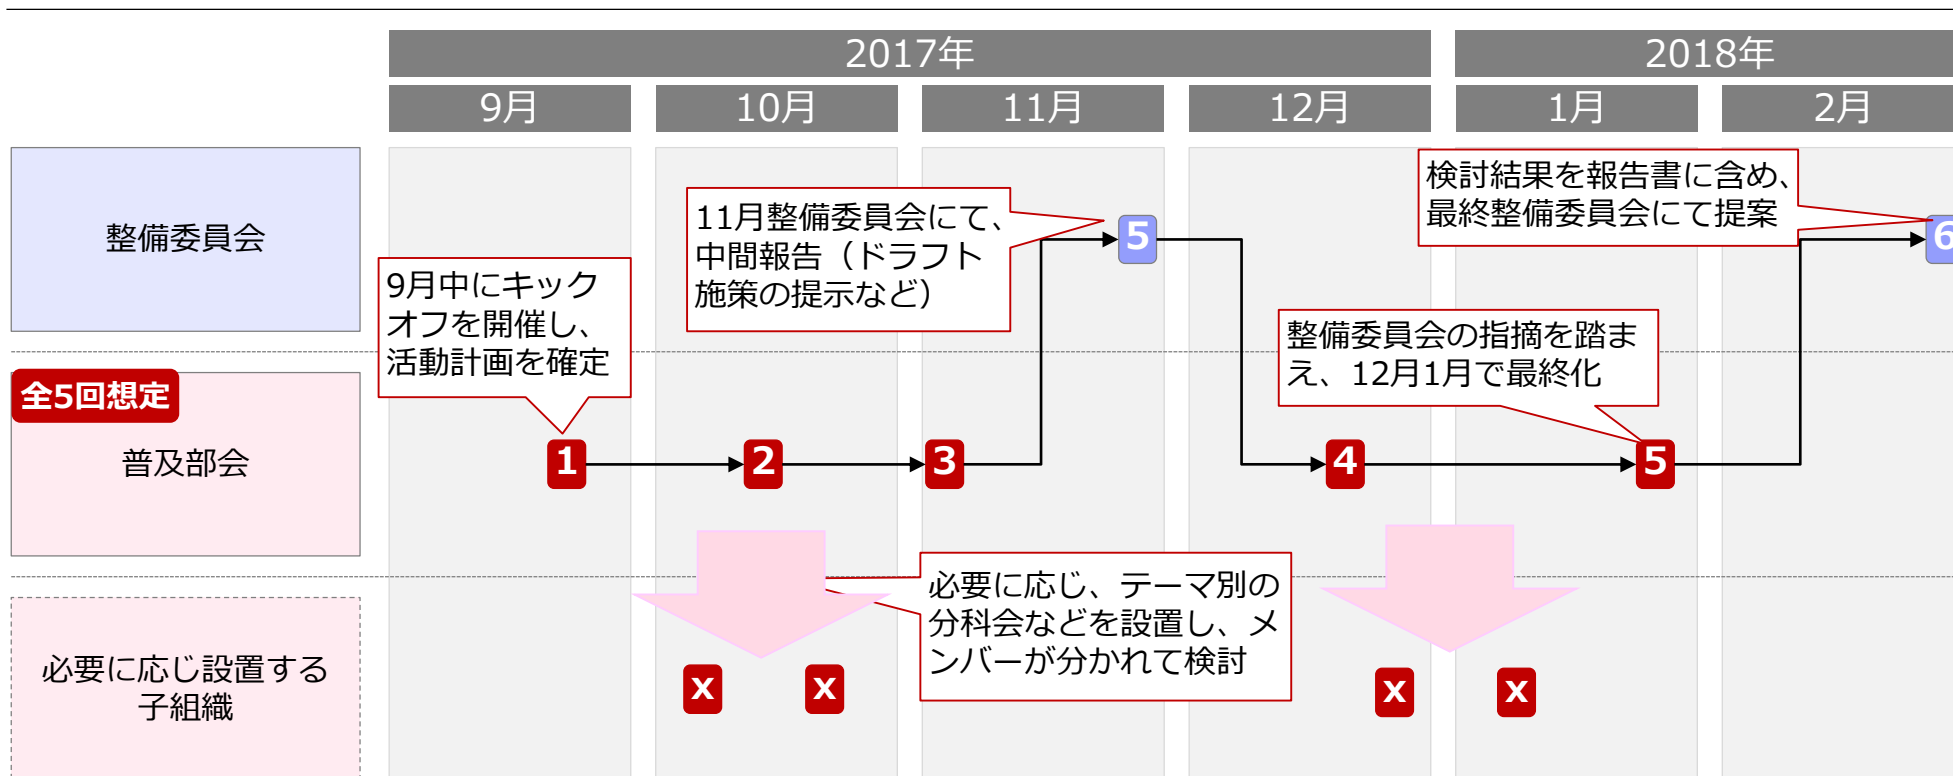 2017年
2018年
9月
10月
11月
12月
1月
2月
整備委員会
11月整備委員会にて、
中間報告（ドラフト
施策の提示など）
5
検討結果を報告書に含め、
最終整備委員会にて提案
6
9月中にキック
オフを開催し、
活動計画を確定
整備委員会の指摘を踏ま
え、12月1月で最終化
全5回想定
普及部会
1
2
3
4
5
必要に応じ、テーマ別の
分科会などを設置し、メ
ンバーが分かれて検討
必要に応じ設置する
子組織
x
x
x
x